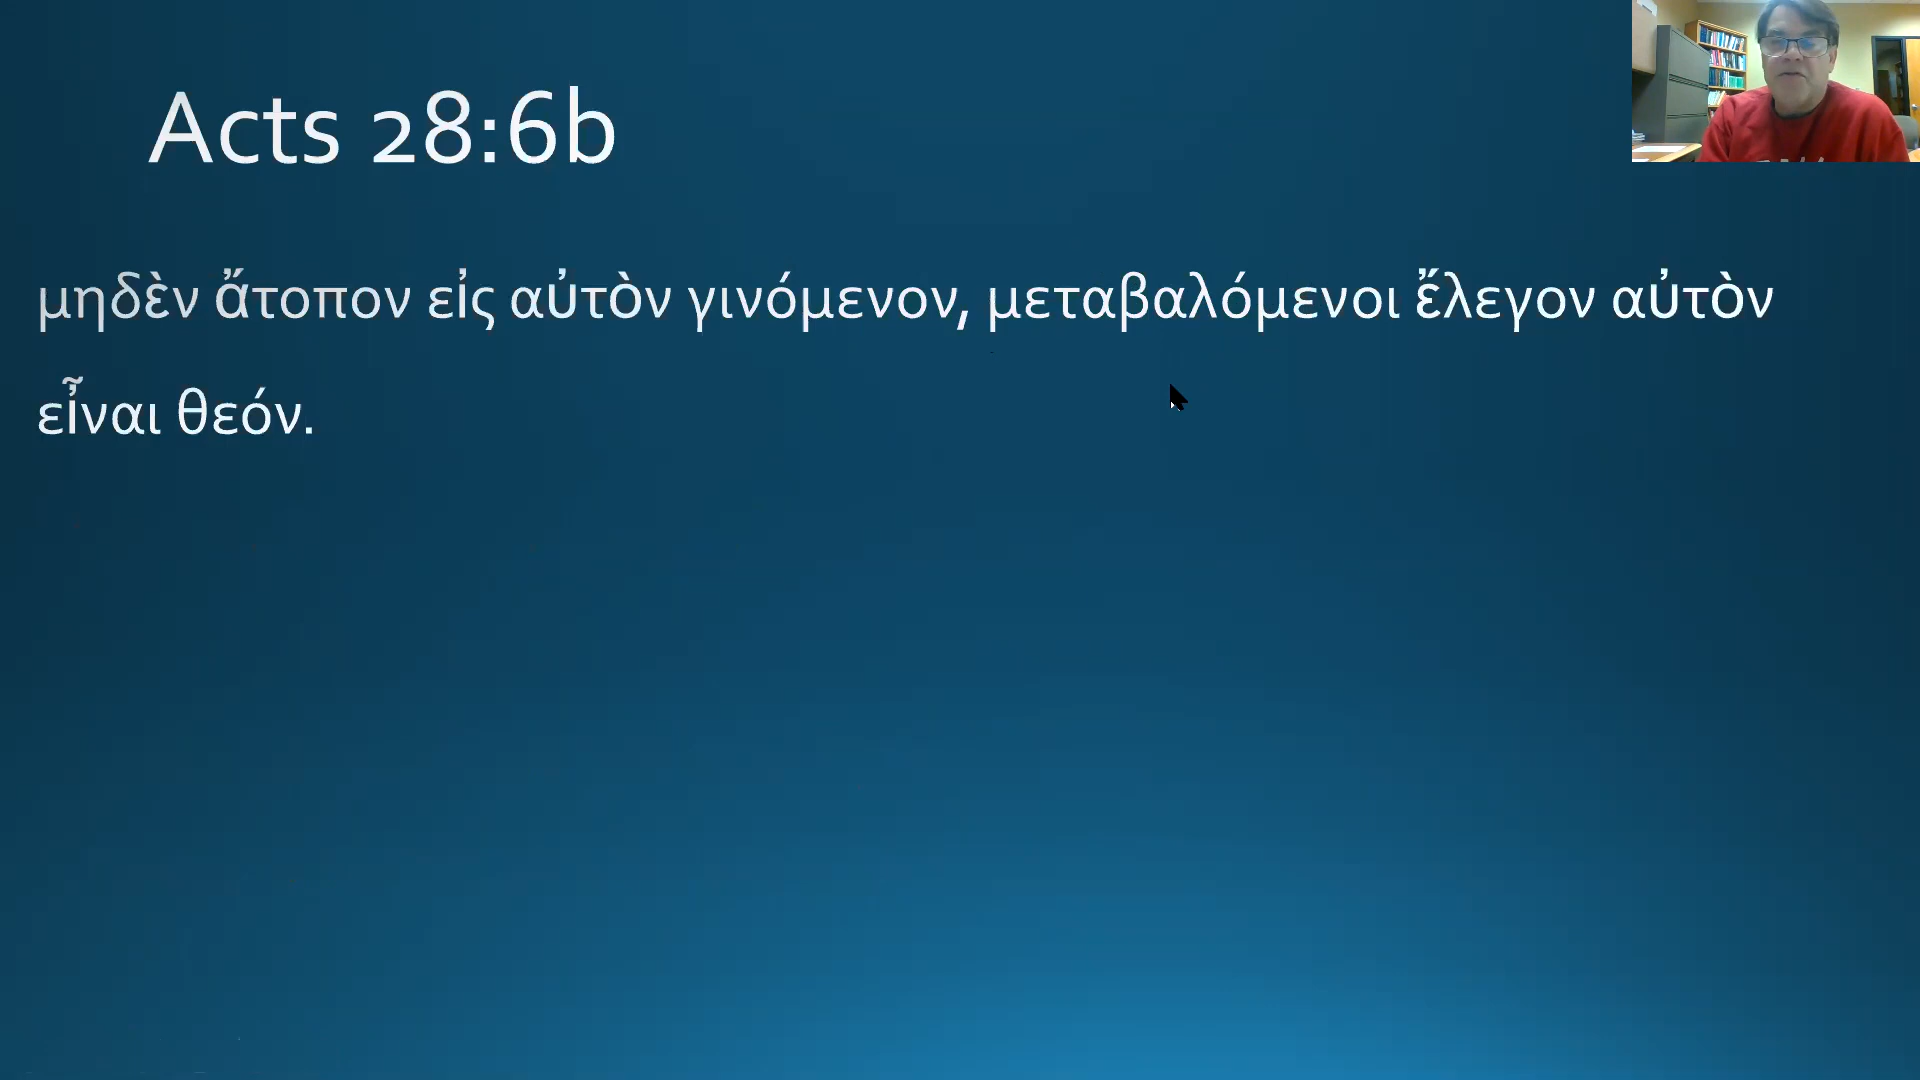 Acts 28:6b
μηδὲν ἄτοπον εἰς αὐτὸν γινόμενον, μεταβαλόμενοι ἔλεγον αὐτὸν
εἶναι θεόν.